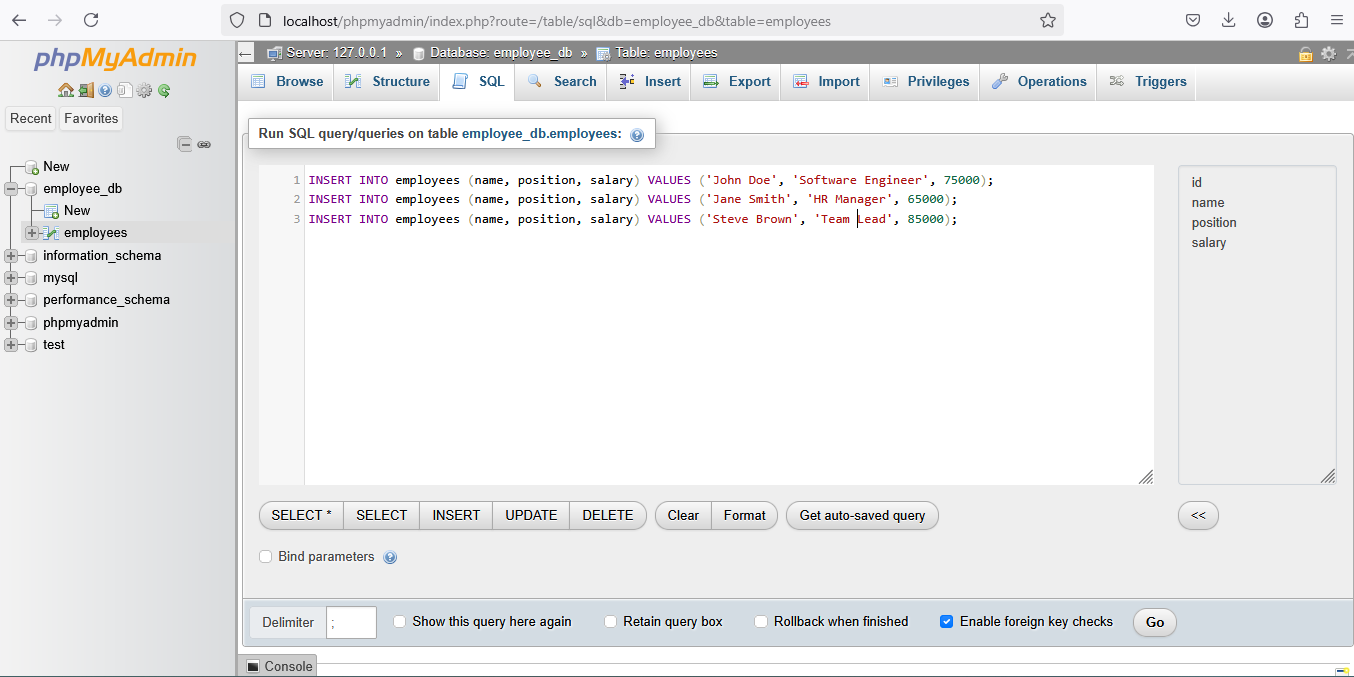 localhost/phpmyadmin/index.php?route=/table/sql&db=employee_db&table=employees
phpMyAdmin
Recent Favorites
New
employee_db
New
employees
information_schema
mysql
performance_schema
phpmyadmin
test
Server: 127.0.0.1 » Database: employee_db » Table: employees
Browse Structure SQL Search Insert Export Import Privileges Operations Triggers
Run SQL query/queries on table employee_db.employees:
1 INSERT INTO employees (name, position, salary) VALUES ('John Doe', 'Software Engineer', 75000);
2 INSERT INTO employees (name, position, salary) VALUES ('Jane Smith', 'HR Manager', 65000);
3 INSERT INTO employees (name, position, salary) VALUES ('Steve Brown', 'Team Lead', 85000);
id
name
position
salary
SELECT * SELECT INSERT UPDATE DELETE Clear Format Get auto-saved query <<
Bind parameters
Delimiter ; Show this query here again Retain query box Rollback when finished Enable foreign key checks Go
Console